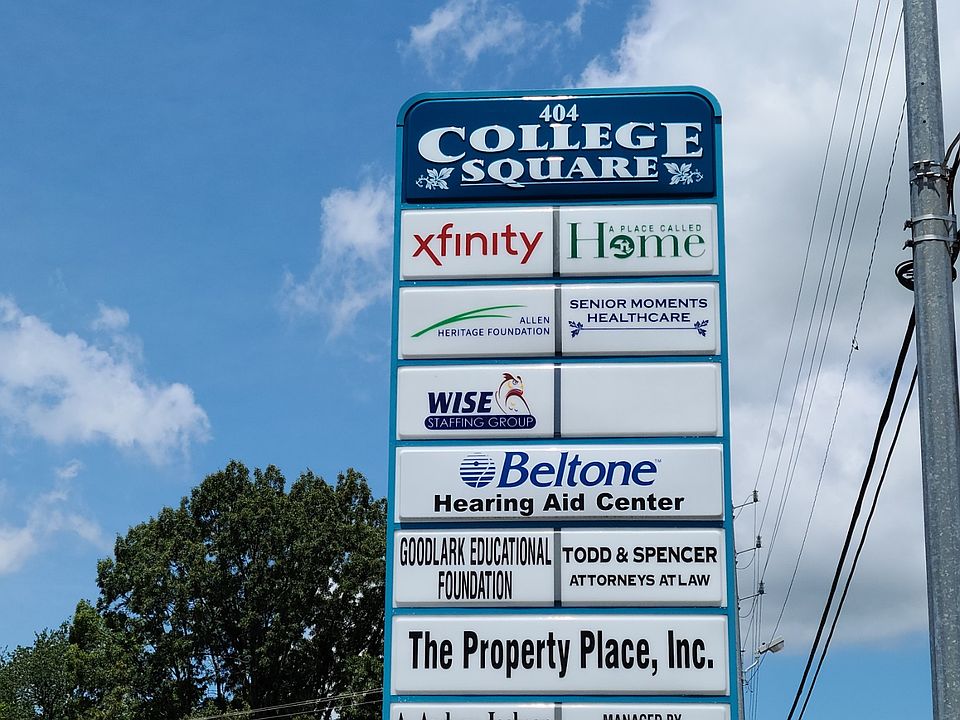 404
COLLEGE
SQUARE
xfinity
A PLACE CALLED
Home
ALLEN
HERITAGE FOUNDATION
SENIOR MOMENTS
HEALTHCARE
WISE
STAFFING GROUP
Beltone™
Hearing Aid Center
GOODLARK EDUCATIONAL
FOUNDATION
TODD & SPENCER
ATTORNEYS AT LAW
The Property Place, Inc.
MANAGED BY